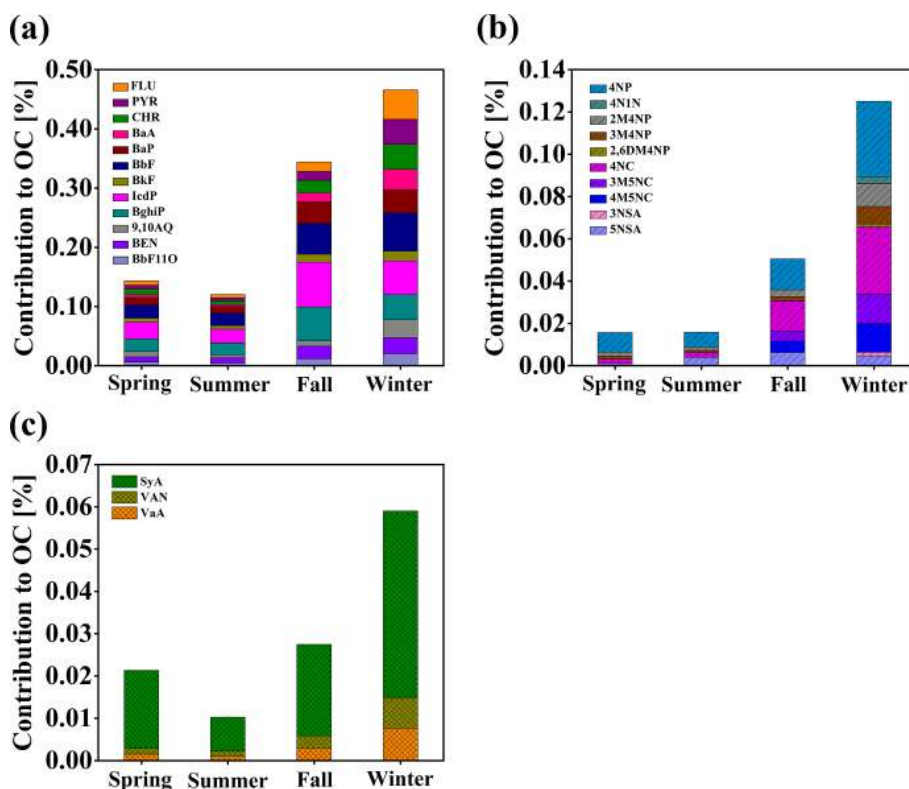 (a)
Contribution to OC [%]
0.50
0.40
0.30
0.20
0.10
0.00
FLU
PYR
CHR
BaA
BaP
BbF
BkF
IcdP
BghiP
9,10AQ
BEN
BbF11O
Spring Summer Fall Winter
(b)
Contribution to OC [%]
0.14
0.12
0.10
0.08
0.06
0.04
0.02
0.00
4NP
4N1N
2M4NP
3M4NP
2,6DM4NP
4NC
3M5NC
4M5NC
3NSA
5NSA
Spring Summer Fall Winter
(c)
Contribution to OC [%]
0.07
0.06
0.05
0.04
0.03
0.02
0.01
0.00
SyA
VAN
VaA
Spring Summer Fall Winter